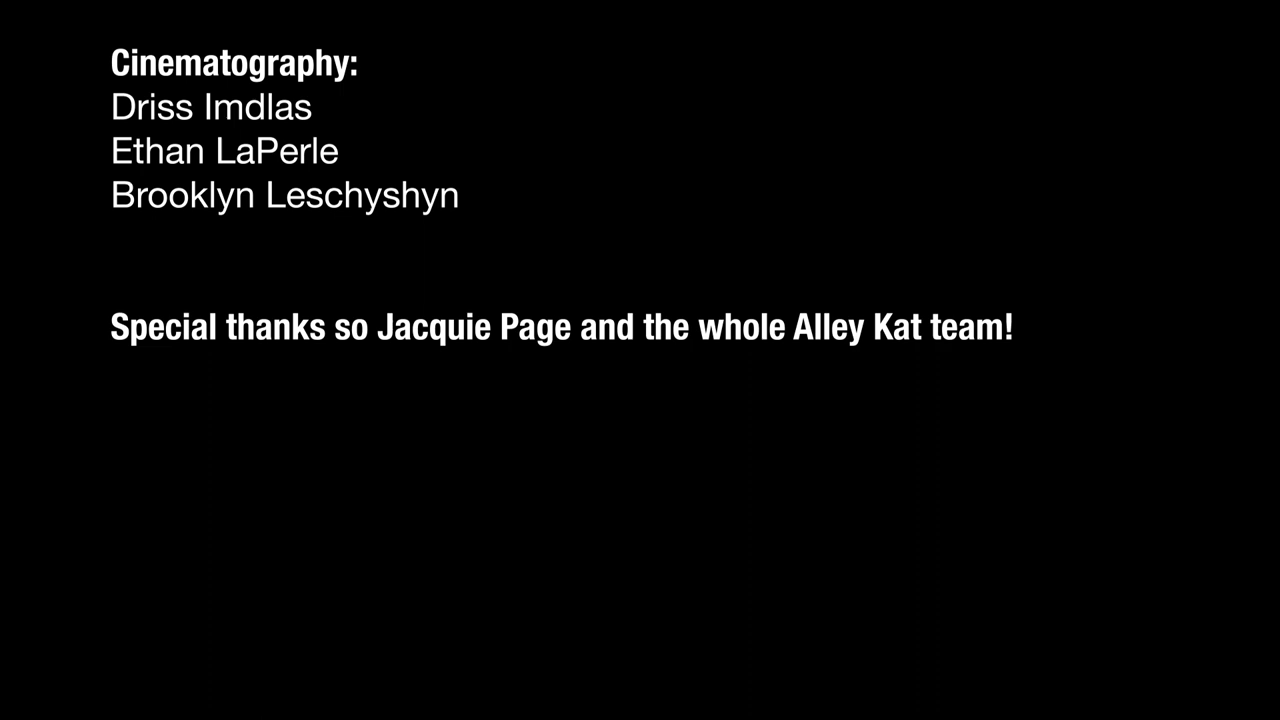 Cinematography:
Driss Imdlas
Ethan LaPerle
Brooklyn Leschyshyn
Special thanks so Jacquie Page and the whole Alley Kat team!